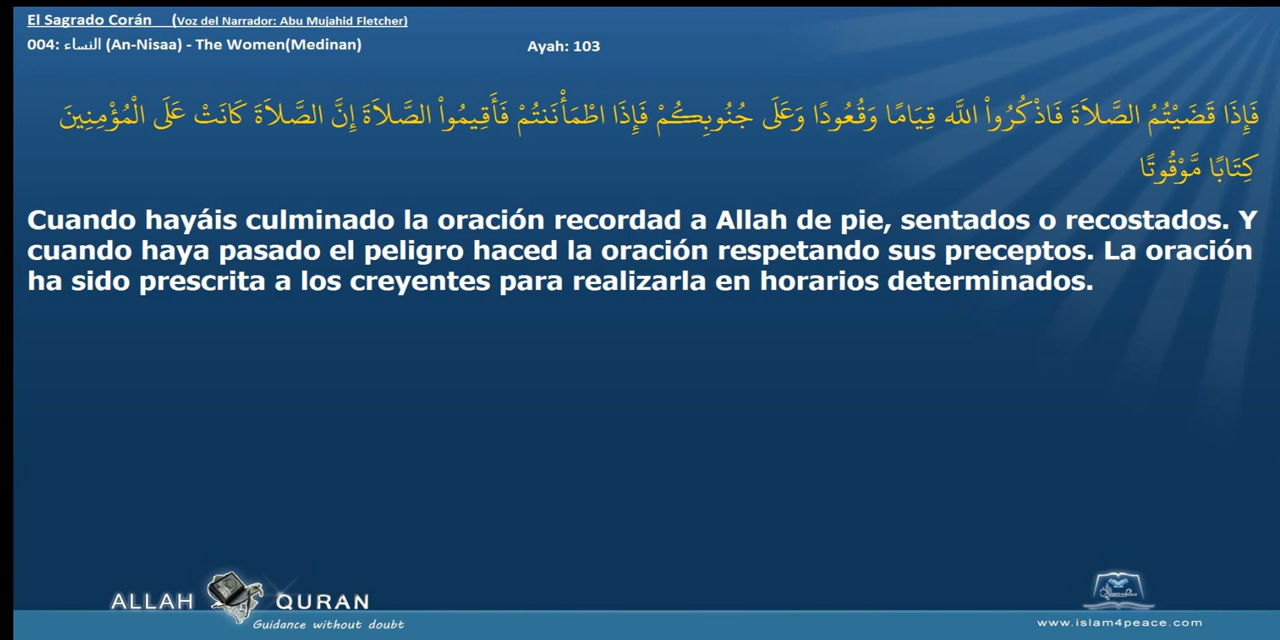 El Sagrado Corán (Voz del Narrador: Abu Mujahid Fletcher)
004: النساء (An-Nisaa) - The Women(Medinan) Ayah: 103
فَإِذَا قَضَيْتُمُ الصَّلاَةَ فَاذْكُرُواْ اللَّه قِيَامًا وَقُعُودًا وَعَلَى جُنُوبِكُمْ فَإِذَا اطْمَأْنَنتُمْ فَأَقِيمُواْ الصَّلاَةَ إِنَّ الصَّلاَةَ كَانَتْ عَلَى الْمُؤْمِنِينَ
كِتَابًا مَّوْقُوتًا
Cuando hayáis culminado la oración recordad a Allah de pie, sentados o recostados. Y
cuando haya pasado el peligro haced la oración respetando sus preceptos. La oración
ha sido prescrita a los creyentes para realizarla en horarios determinados.
ALLAH QURAN
Guidance without doubt
www.islam4peace.com